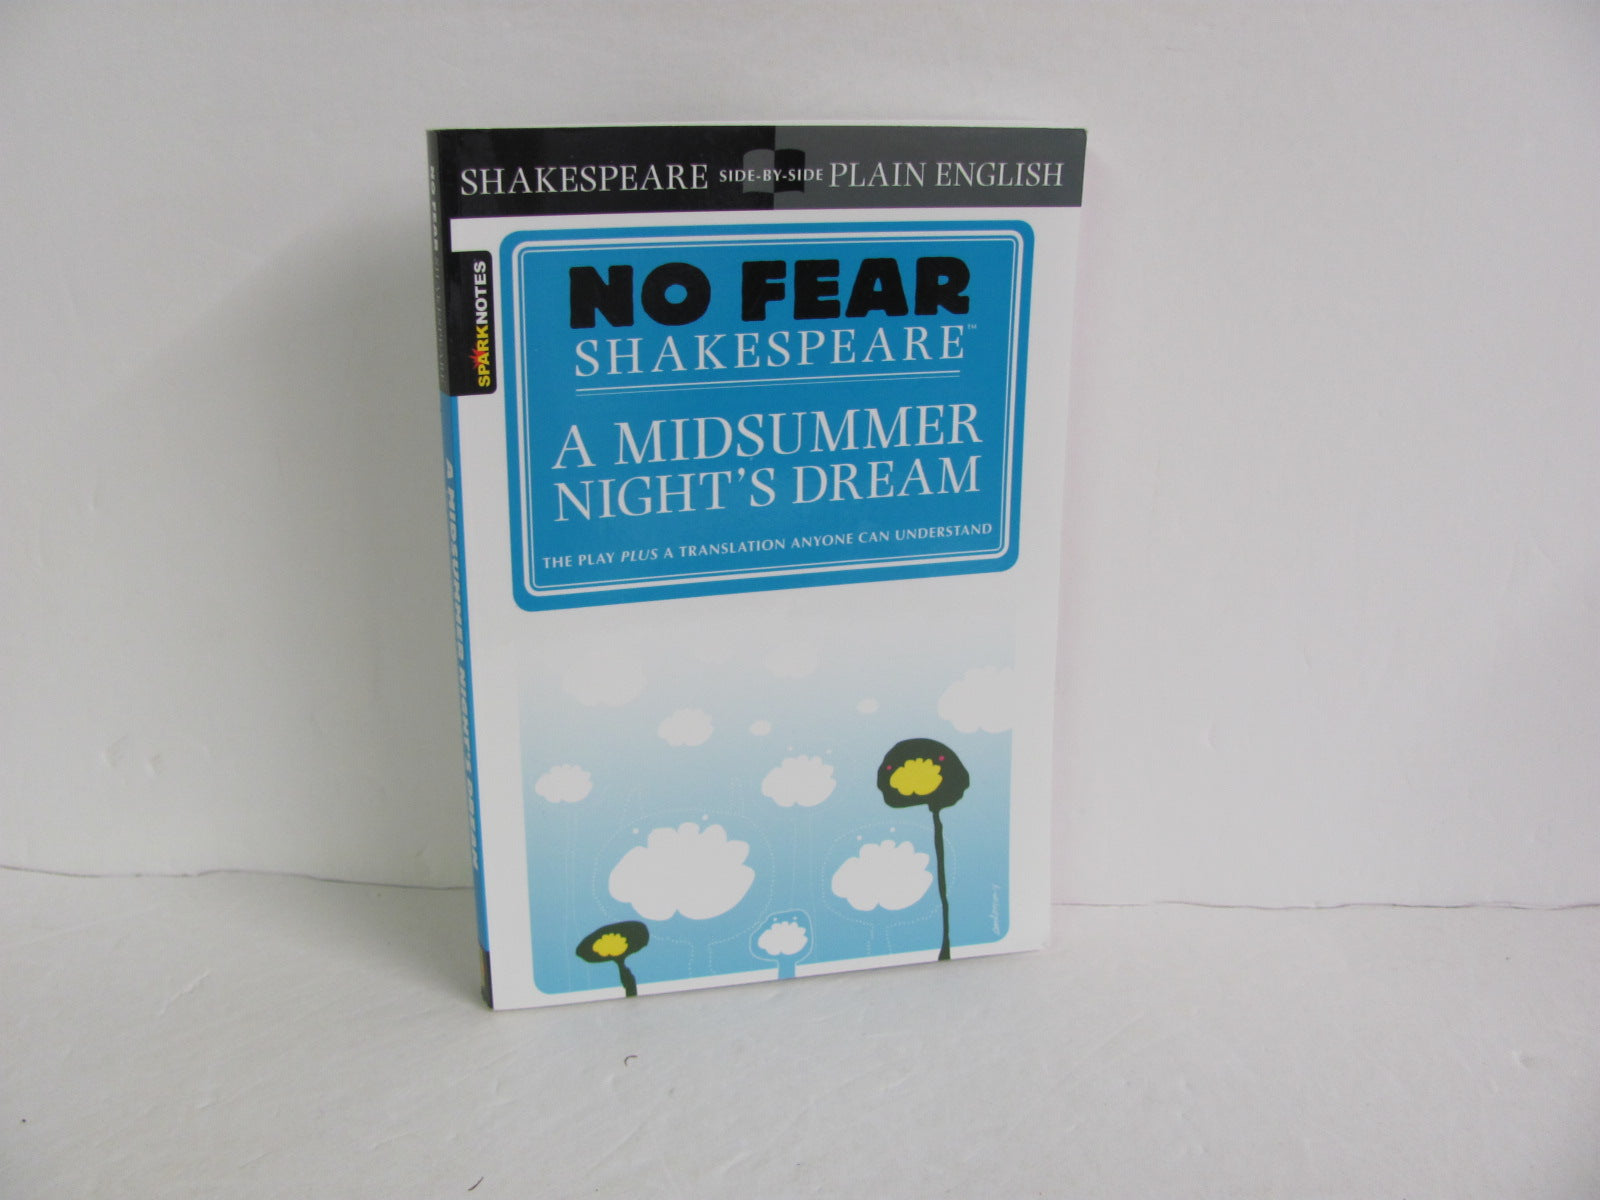 SHAKESPEARE SIDE-BY-SIDE PLAIN ENGLISH
SPARKNOTES
NO FEAR
SHAKESPEARE™
A MIDSUMMER
NIGHT'S DREAM
THE PLAY PLUS A TRANSLATION ANYONE CAN UNDERSTAND
NO FEAR SHAKESPEARE
A MIDSUMMER NIGHT'S DREAM